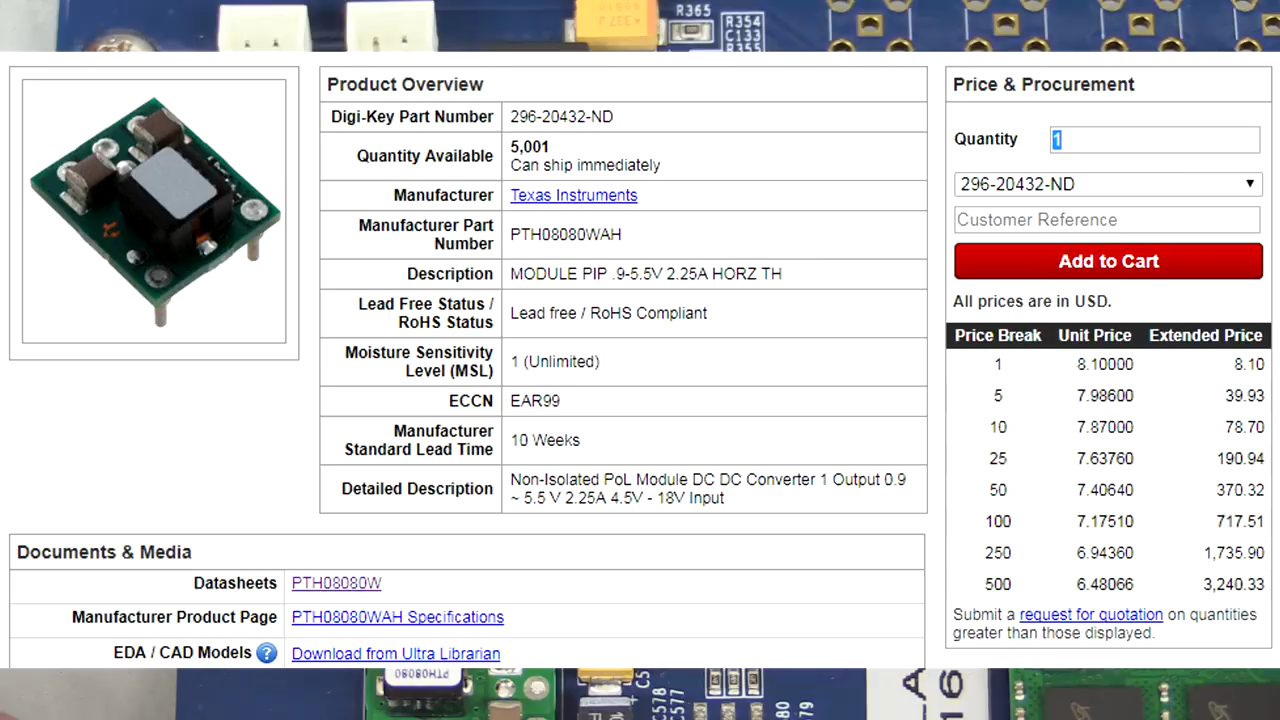 337J
R365
R354
C133
R355
Product Overview
Digi-Key Part Number 296-20432-ND
Quantity Available 5,001
Can ship immediately
Manufacturer Texas Instruments
Manufacturer Part
Number PTH08080WAH
Description MODULE PIP .9-5.5V 2.25A HORZ TH
Lead Free Status /
RoHS Status Lead free / RoHS Compliant
Moisture Sensitivity
Level (MSL) 1 (Unlimited)
ECCN EAR99
Manufacturer
Standard Lead Time 10 Weeks
Detailed Description Non-Isolated PoL Module DC DC Converter 1 Output 0.9
~ 5.5 V 2.25A 4.5V - 18V Input
Price & Procurement
Quantity 1
296-20432-ND
Customer Reference
Add to Cart
All prices are in USD.
Price Break Unit Price Extended Price
1 8.10000 8.10
5 7.98600 39.93
10 7.87000 78.70
25 7.63760 190.94
50 7.40640 370.32
100 7.17510 717.51
250 6.94360 1,735.90
500 6.48066 3,240.33
Submit a request for quotation on quantities
greater than those displayed.
Documents & Media
Datasheets PTH08080W
Manufacturer Product Page PTH08080WAH Specifications
EDA / CAD Models ? Download from Ultra Librarian
PTH08080
C578
C577